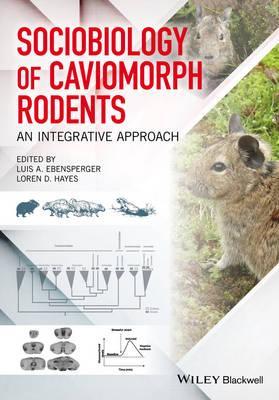 SOCIOBIOLOGY
OF CAVIOMORPH
RODENTS
AN INTEGRATIVE APPROACH
EDITED BY
LUIS A. EBENSPERGER
LOREN D. HAYES
WILEY Blackwell